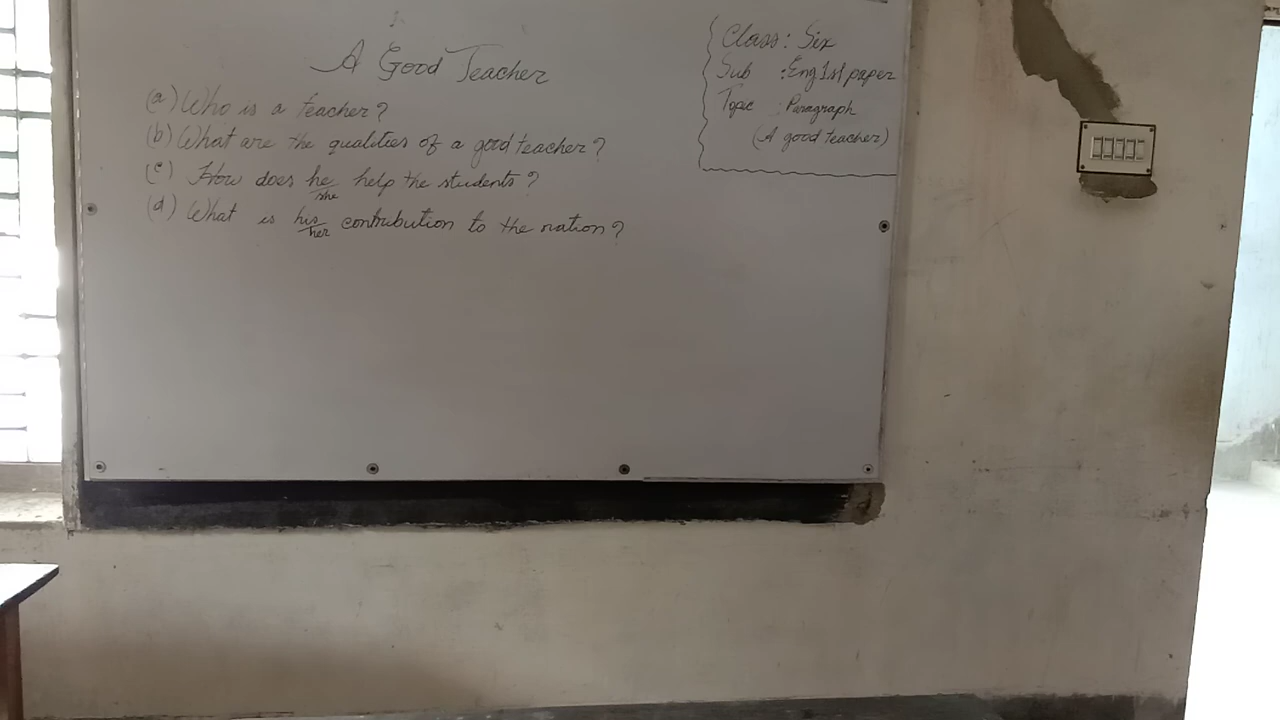 A Good Teacher
(a) Who is a teacher?
(b) What are the qualities of a good teacher?
(c) How does he/she help the students?
(d) What is his/her contribution to the nation?
Class: Six
Sub : Eng 1st paper
Topic : Paragraph
(A good teacher)